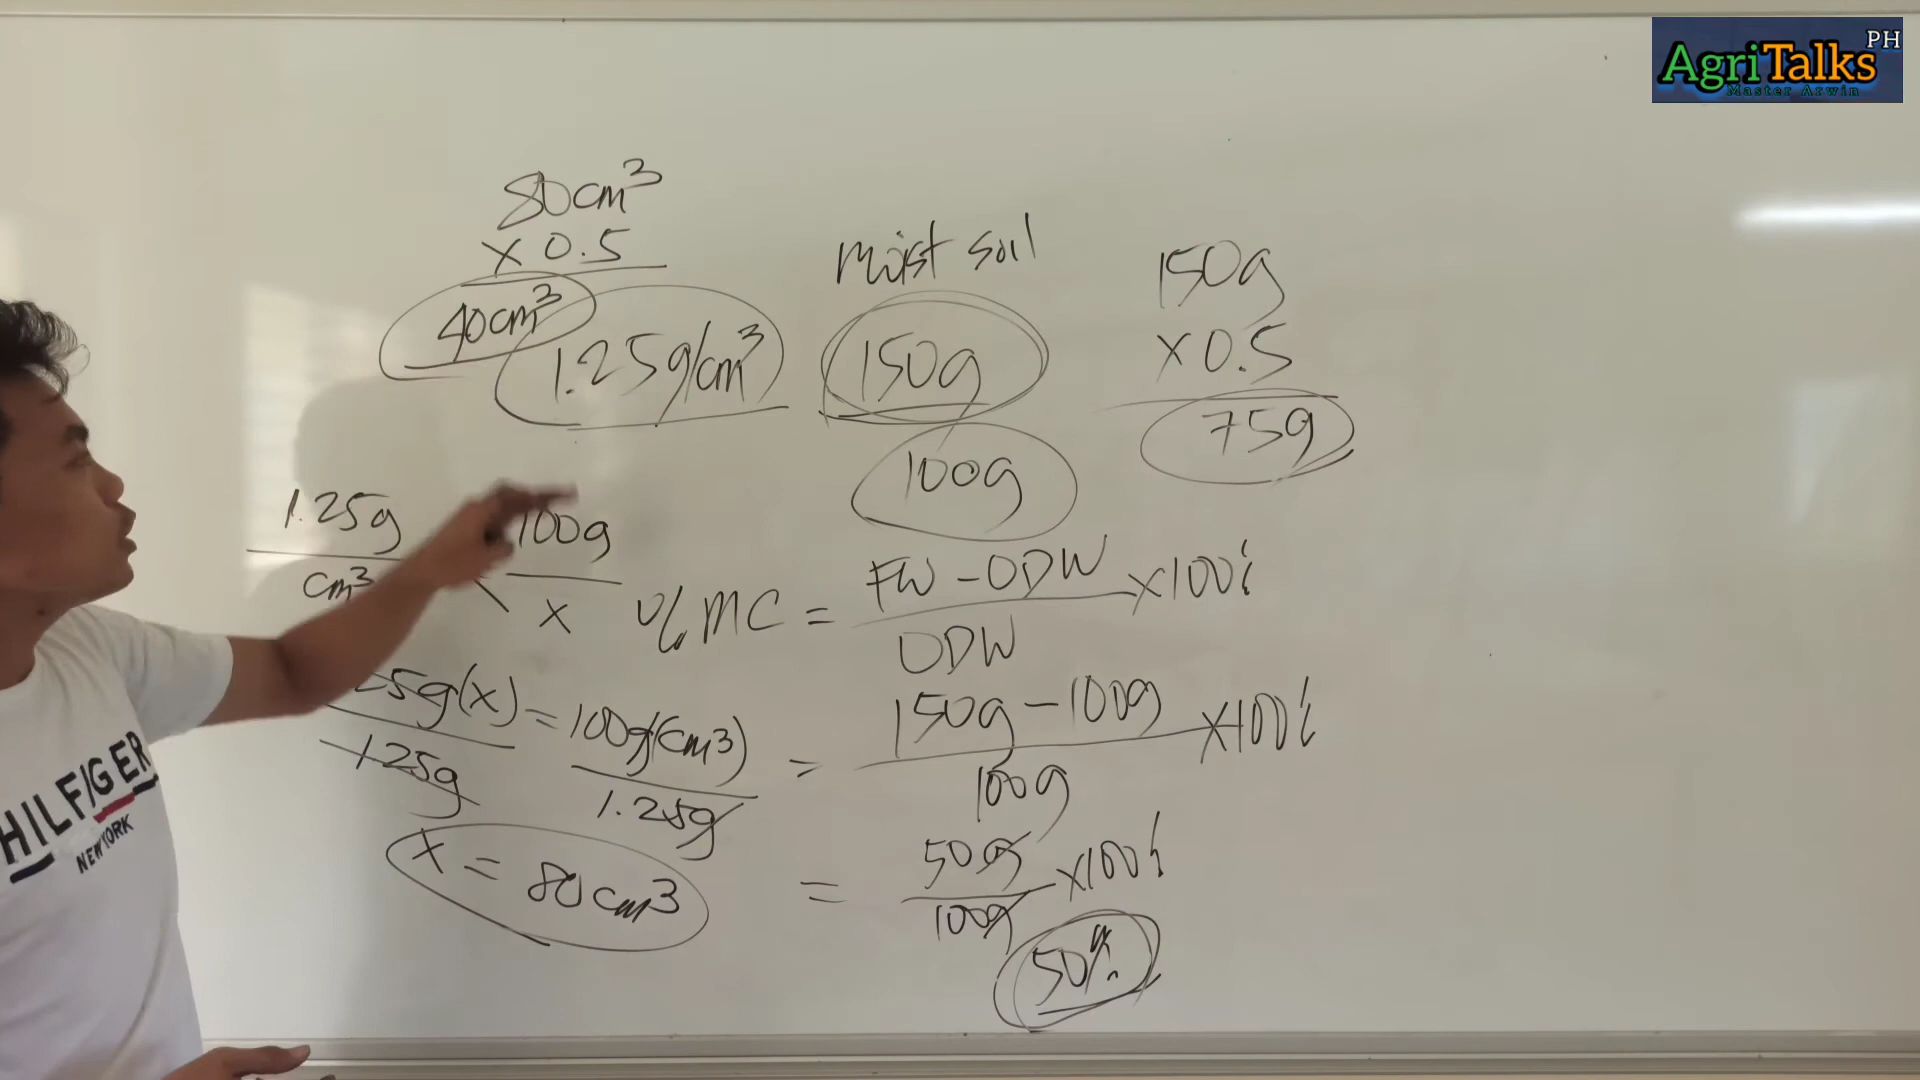 AgriTalks PH
Master Arwin
80cm³
x 0.5
40cm³
1.25g/cm³
moist soil
150g
100g
150g
x 0.5
75g
1.25g
cm³
100g
x
% MC = FW - ODW x100%
ODW
25g(x) = 100g(cm³)
1.25g 1.25g
x = 80cm³
= 150g - 100g x100%
100g
= 50g x100%
100g
50%
HILFIGER
NEW YORK